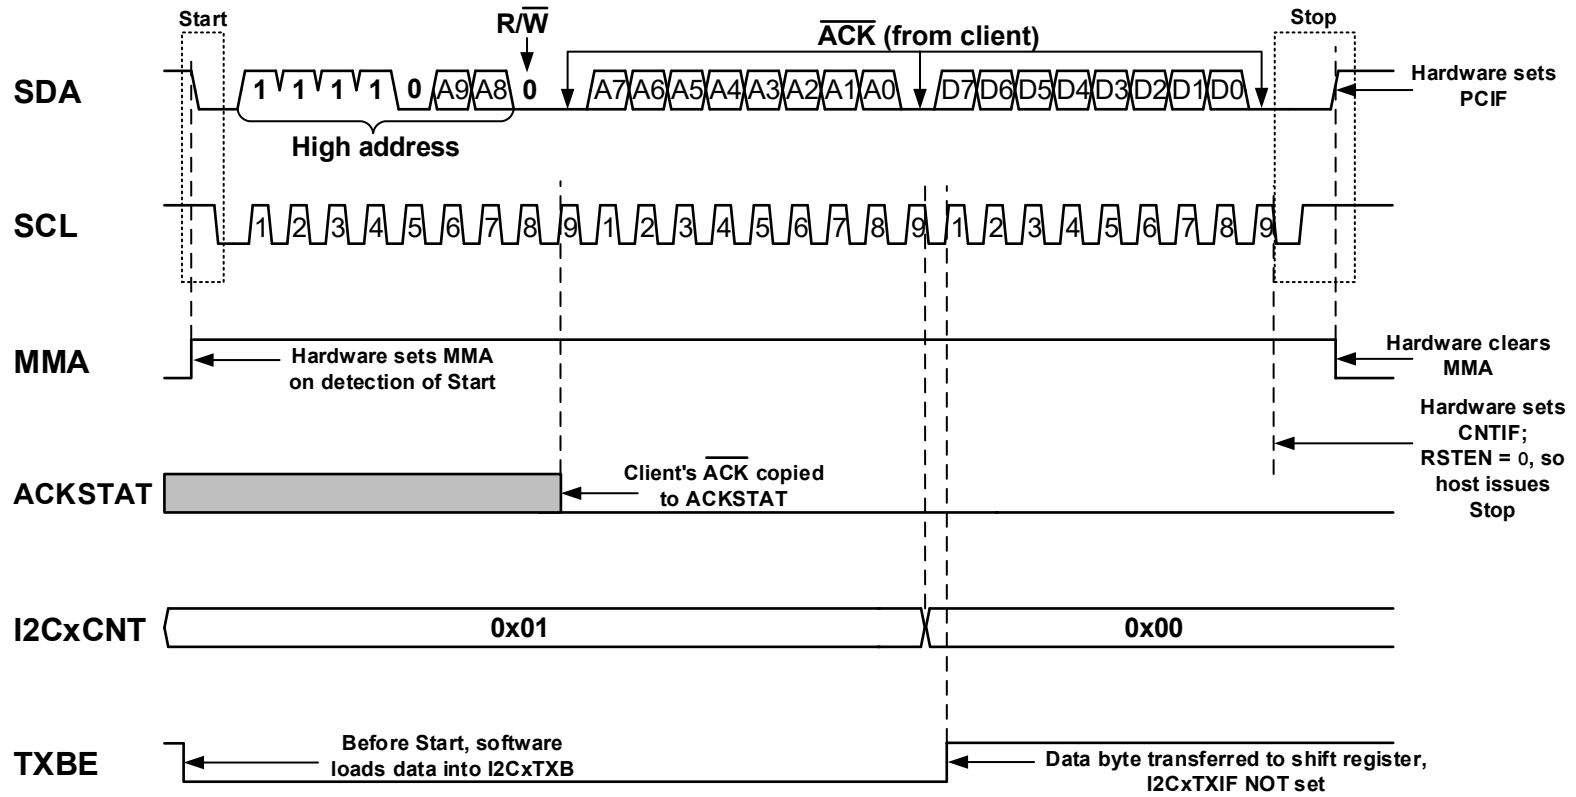 Start
R/W
ACK (from client)
Stop
SDA
1 1 1 1 0 A9 A8 0 A7 A6 A5 A4 A3 A2 A1 A0 D7 D6 D5 D4 D3 D2 D1 D0
Hardware sets
PCIF
High address
SCL
1 2 3 4 5 6 7 8 9 1 2 3 4 5 6 7 8 9 1 2 3 4 5 6 7 8 9
MMA
Hardware sets MMA
on detection of Start
Hardware clears
MMA
Hardware sets
CNTIF;
RSTEN = 0, so
host issues
Stop
ACKSTAT
Client's ACK copied
to ACKSTAT
I2CxCNT
0x01
0x00
TXBE
Before Start, software
loads data into I2CxTXB
Data byte transferred to shift register,
I2CxTXIF NOT set